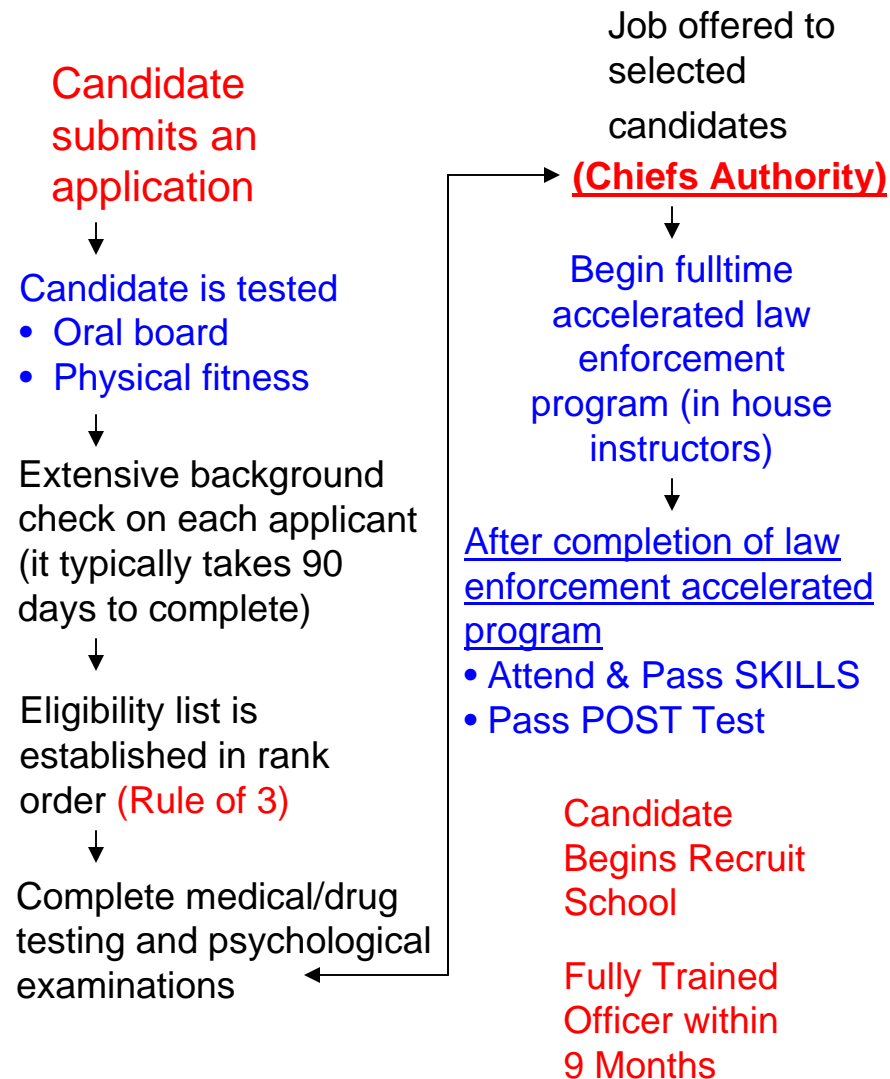 Candidate
submits an
application
Candidate is tested
• Oral board
• Physical fitness
Extensive background
check on each applicant
(it typically takes 90
days to complete)
Eligibility list is
established in rank
order (Rule of 3)
Complete medical/drug
testing and psychological
examinations
Job offered to
selected
candidates
(Chiefs Authority)
Begin fulltime
accelerated law
enforcement
program (in house
instructors)
After completion of law
enforcement accelerated
program
• Attend & Pass SKILLS
• Pass POST Test
Candidate
Begins Recruit
School
Fully Trained
Officer within
9 Months